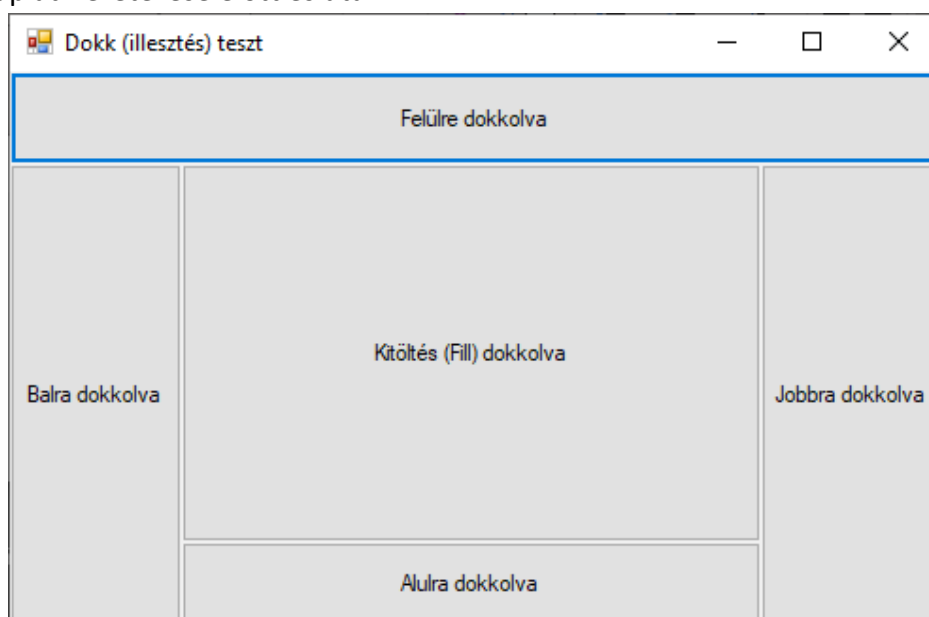 Dokk (illesztés) teszt
Felülre dokkolva
Kitöltés (Fill) dokkolva
Balra dokkolva
Jobbra dokkolva
Alulra dokkolva